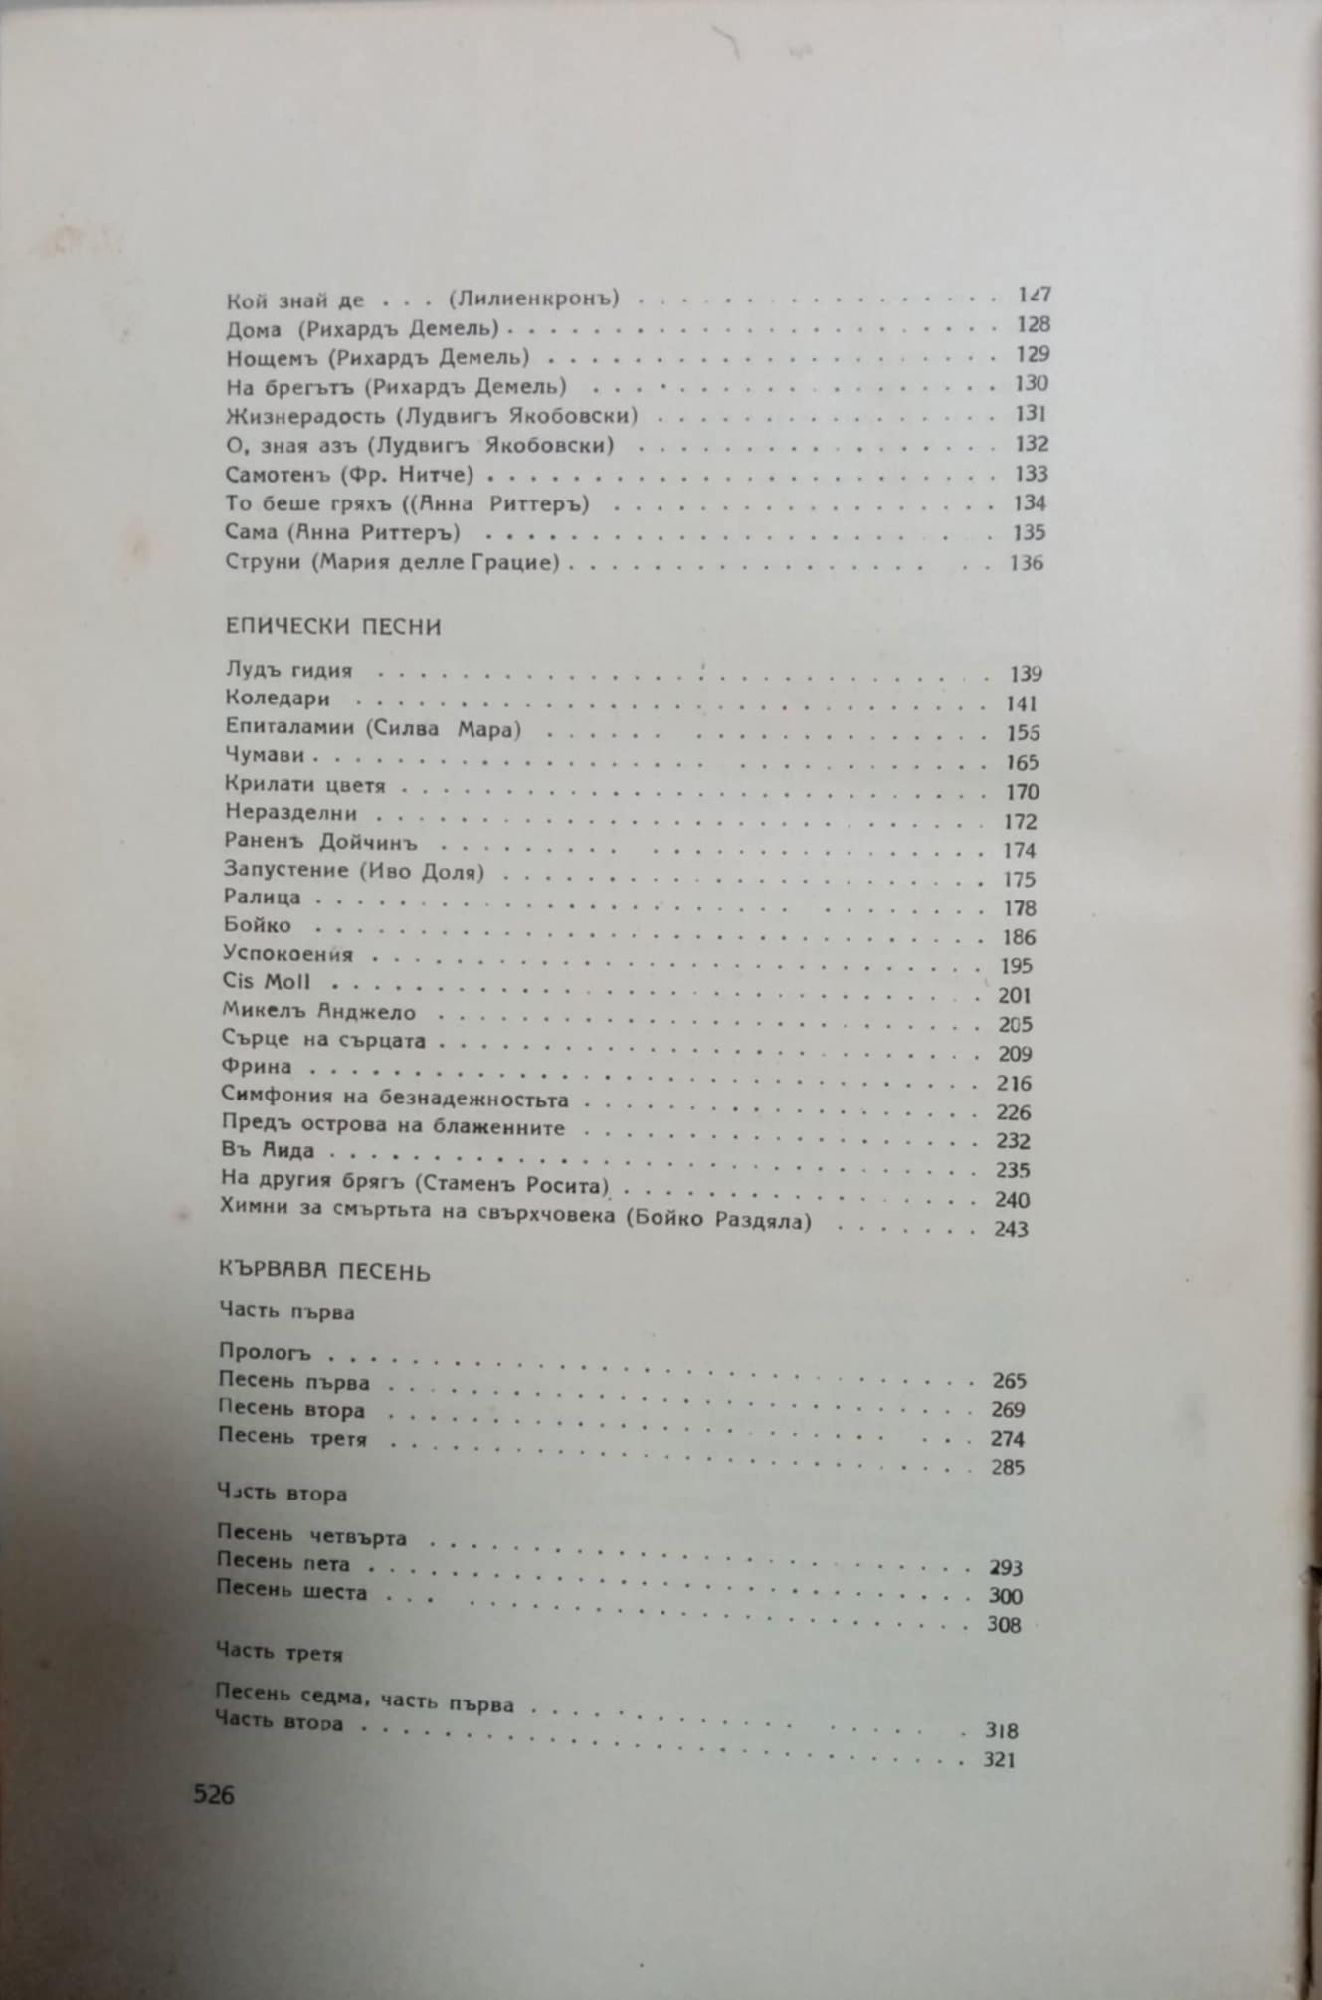 Кой знай де . . . (Лилиенкронъ) 127
Дома (Рихардъ Демель) 128
Нощемъ (Рихардъ Демель) 129
На брегътъ (Рихардъ Демель) 130
Жизнерадость (Лудвигъ Якобовски) 131
О, зная азъ (Лудвигъ Якобовски) 132
Самотенъ (Фр. Нитче) 133
То беше гряхъ ((Анна Риттеръ) 134
Сама (Анна Риттеръ) 135
Струни (Мария делле Грацие) 136
ЕПИЧЕСКИ ПЕСНИ
Лудъ гидия 139
Коледари 141
Епиталамии (Силва Мара)
Чумави 165
Крилати цветя 170
Неразделни 172
Раненъ Дойчинъ 174
Запустение (Иво Доля) 175
Ралица 178
Бойко 186
Успокоения 195
Cis Moll 201
Микелъ Анджело 205
Сърце на сърцата 209
Фрина 216
Симфония на безнадежностьта 226
Предъ острова на блаженните 232
Въ Аида 235
На другия брягъ (Стаменъ Росита) 240
Химни за смъртьта на свърхчовека (Бойко Раздяла) 243
КЪРВАВА ПЕСЕНЬ
Часть първа
Прологъ 265
Песень първа 269
Песень втора 274
Песень третя 285
Часть втора
Песень четвърта 293
Песень пета 300
Песень шеста 308
Часть третя
Песень седма, часть първа 318
Часть втора 321
526